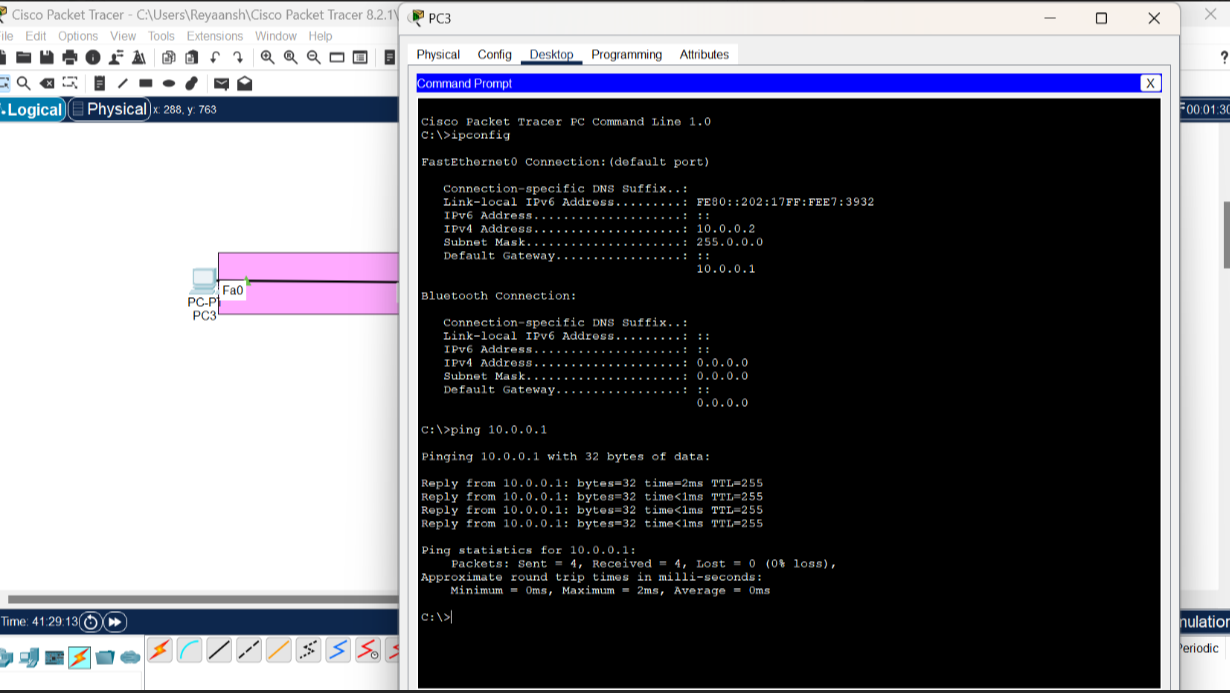 Cisco Packet Tracer - C:\Users\Reyaansh\Cisco Packet Tracer 8.2.1\
File Edit Options View Tools Extensions Window Help
Logical Physical x: 288, y: 763
PC-PT
PC3
Fa0
Time: 41:29:13
PC3
Physical Config Desktop Programming Attributes
Command Prompt X
Cisco Packet Tracer PC Command Line 1.0
C:\>ipconfig
FastEthernet0 Connection:(default port)
Connection-specific DNS Suffix..:
Link-local IPv6 Address.........: FE80::202:17FF:FEE7:3932
IPv6 Address....................: ::
IPv4 Address....................: 10.0.0.2
Subnet Mask.....................: 255.0.0.0
Default Gateway.................: ::
10.0.0.1
Bluetooth Connection:
Connection-specific DNS Suffix..:
Link-local IPv6 Address.........: ::
IPv6 Address....................: ::
IPv4 Address....................: 0.0.0.0
Subnet Mask.....................: 0.0.0.0
Default Gateway.................: ::
0.0.0.0
C:\>ping 10.0.0.1
Pinging 10.0.0.1 with 32 bytes of data:
Reply from 10.0.0.1: bytes=32 time=2ms TTL=255
Reply from 10.0.0.1: bytes=32 time<1ms TTL=255
Reply from 10.0.0.1: bytes=32 time<1ms TTL=255
Reply from 10.0.0.1: bytes=32 time<1ms TTL=255
Ping statistics for 10.0.0.1:
Packets: Sent = 4, Received = 4, Lost = 0 (0% loss),
Approximate round trip times in milli-seconds:
Minimum = 0ms, Maximum = 2ms, Average = 0ms
C:\>
?
00:01:30